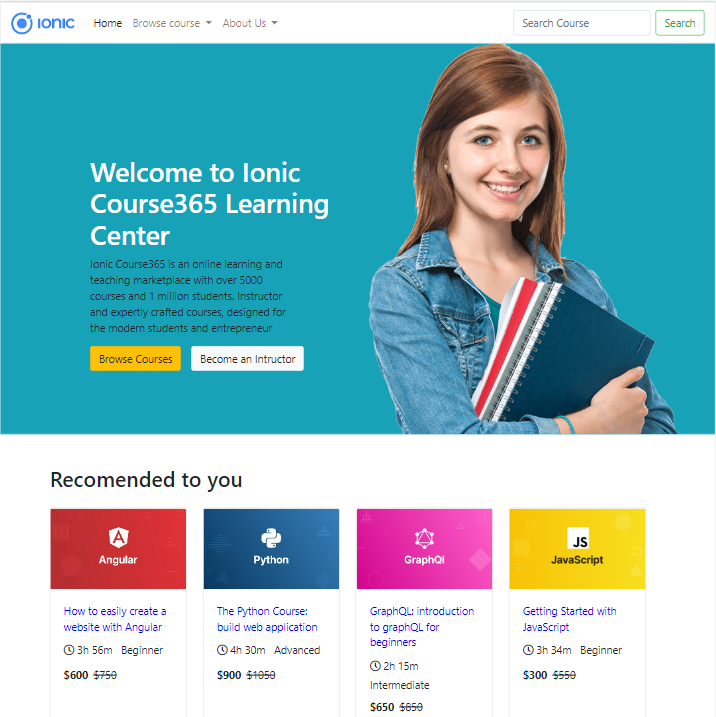 ionic Home Browse course About Us Search Course Search
Welcome to Ionic
Course365 Learning
Center
Ionic Course365 is an online learning and
teaching marketplace with over 5000
courses and 1 million students. Instructor
and expertly crafted courses, designed for
the modern students and entrepreneur
Browse Courses Become an Intructor
Recomended to you
Angular
Python
GraphQl
JS
JavaScript
How to easily create a
website with Angular
3h 56m Beginner
$600 $750
The Python Course:
build web application
4h 30m Advanced
$900 $1050
GraphQL: introduction
to graphQL for
beginners
2h 15m
Intermediate
$650 $850
Getting Started with
JavaScript
3h 34m Beginner
$300 $550